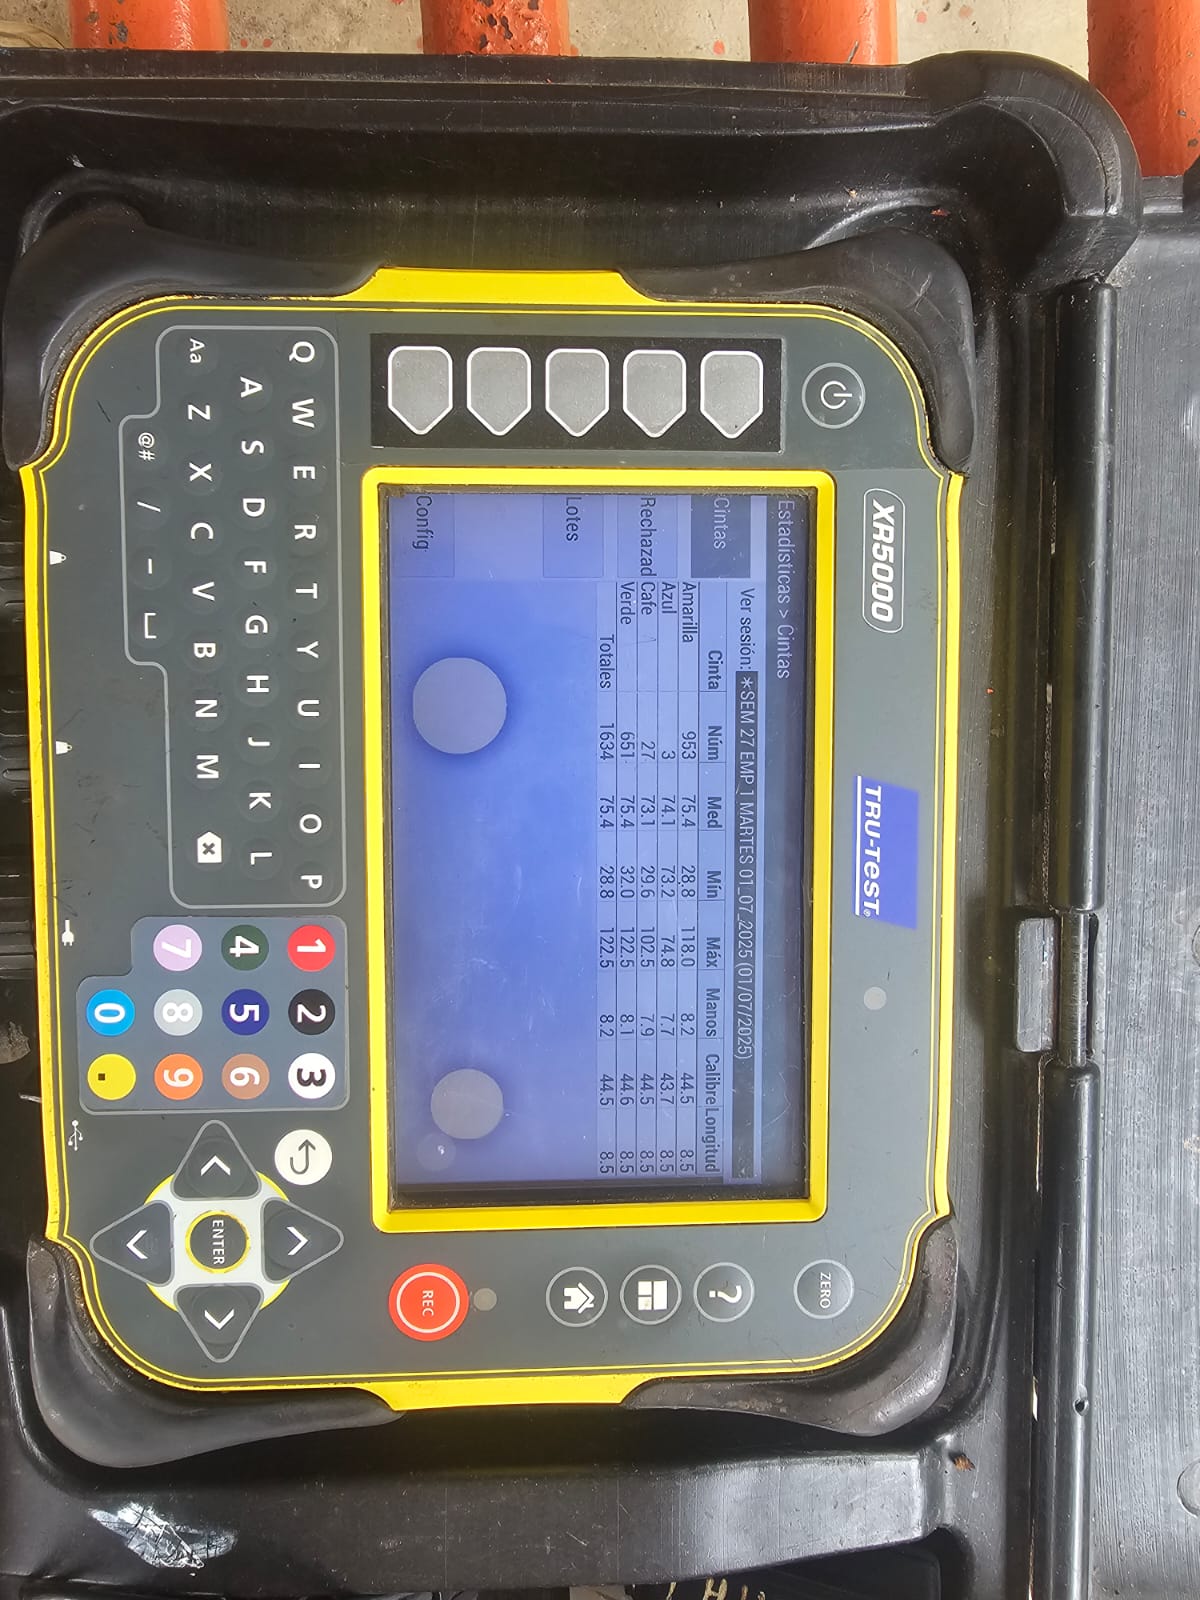 XR5000
TRU-TEST®
Estadísticas > Cintas
Ver sesión: *SEM 27 EMP_1 MARTES 01_07_2025 (01/07/2025)
Cintas
Rechazad
Lotes
Config
Cinta Núm Med Mín Máx Manos Calibre Longitud
Amarilla 953 75.4 28.8 118.0 8.2 44.5 8.5
Azul 3 74.1 73.2 74.8 7.7 43.7 8.5
Cafe 27 73.1 29.6 102.5 7.9 44.5 8.5
Verde 651 75.4 32.0 122.5 8.1 44.6 8.5
Totales 1634 75.4 28.8 122.5 8.2 44.5 8.5
ZERO
?
REC
Q W E R T Y U I O P
A S D F G H J K L
Aa Z X C V B N M
@# / -
1 2 3
4 5 6
7 8 9
0 .
ENTER